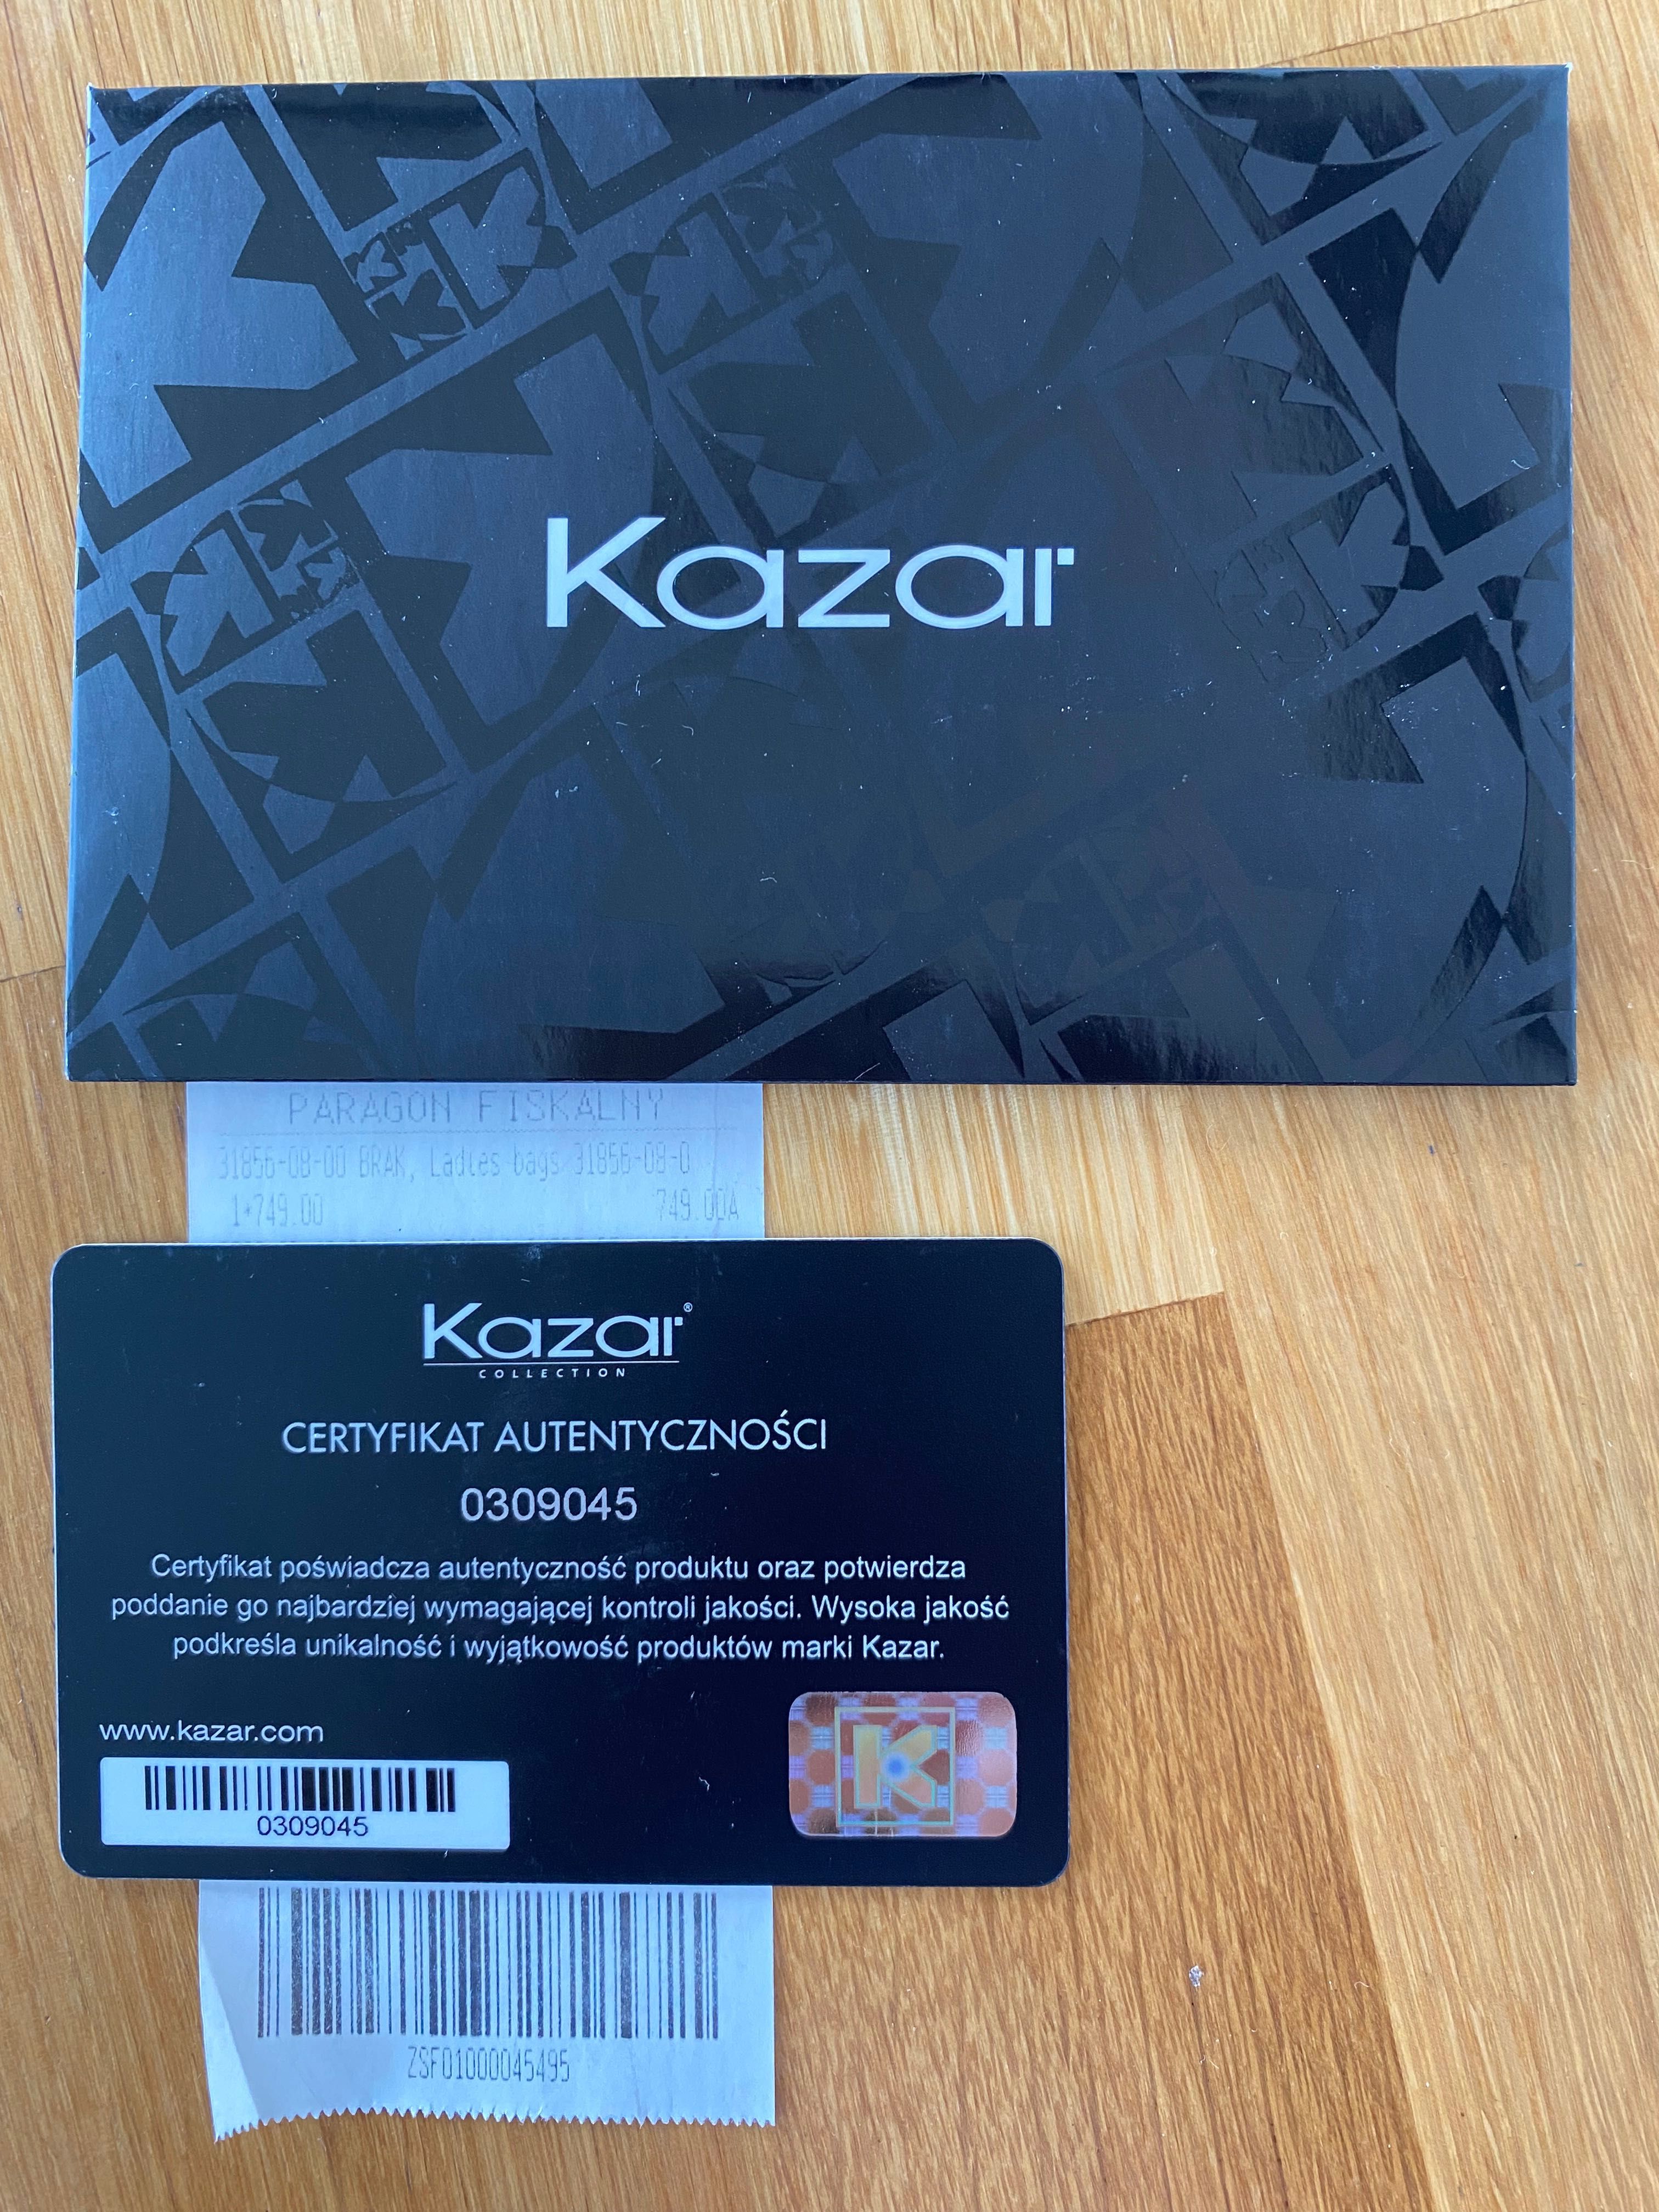 Kazar
PARAGON FISKALNY
31856-08-00 BRAK, Ladies bags 31856-08-0
1*749.00 749.00A
Kazar®
COLLECTION
CERTYFIKAT AUTENTYCZNOŚCI
0309045
Certyfikat poświadcza autentyczność produktu oraz potwierdza
poddanie go najbardziej wymagającej kontroli jakości. Wysoka jakość
podkreśla unikalność i wyjątkowość produktów marki Kazar.
www.kazar.com
0309045
K
ZSF01000045495